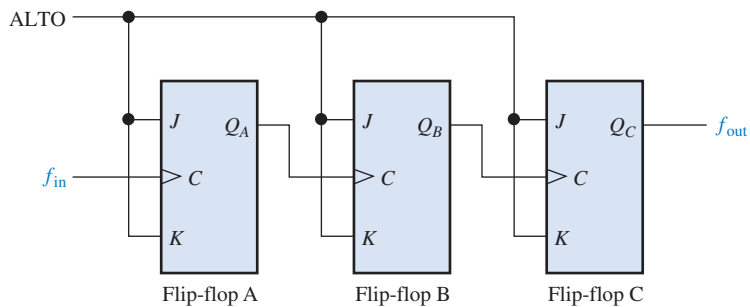 ALTO
J
Q_A
J
Q_B
J
Q_C
f_out
f_in
C
C
C
K
K
K
Flip-flop A
Flip-flop B
Flip-flop C